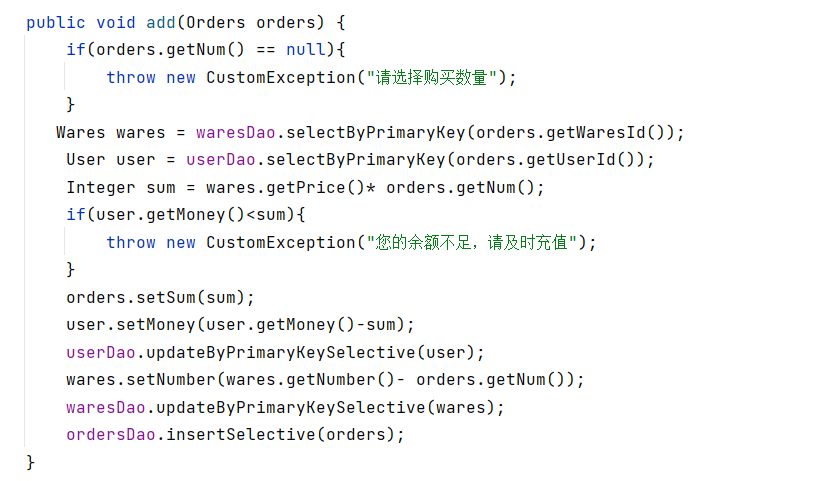 public void add(Orders orders) {
    if(orders.getNum() == null){
        throw new CustomException("请选择购买数量");
    }
   Wares wares = waresDao.selectByPrimaryKey(orders.getWaresId());
    User user = userDao.selectByPrimaryKey(orders.getUserId());
    Integer sum = wares.getPrice()* orders.getNum();
    if(user.getMoney()<sum){
        throw new CustomException("您的余额不足，请及时充值");
    }
    orders.setSum(sum);
    user.setMoney(user.getMoney()-sum);
    userDao.updateByPrimaryKeySelective(user);
    wares.setNumber(wares.getNumber()- orders.getNum());
    waresDao.updateByPrimaryKeySelective(wares);
    ordersDao.insertSelective(orders);
}